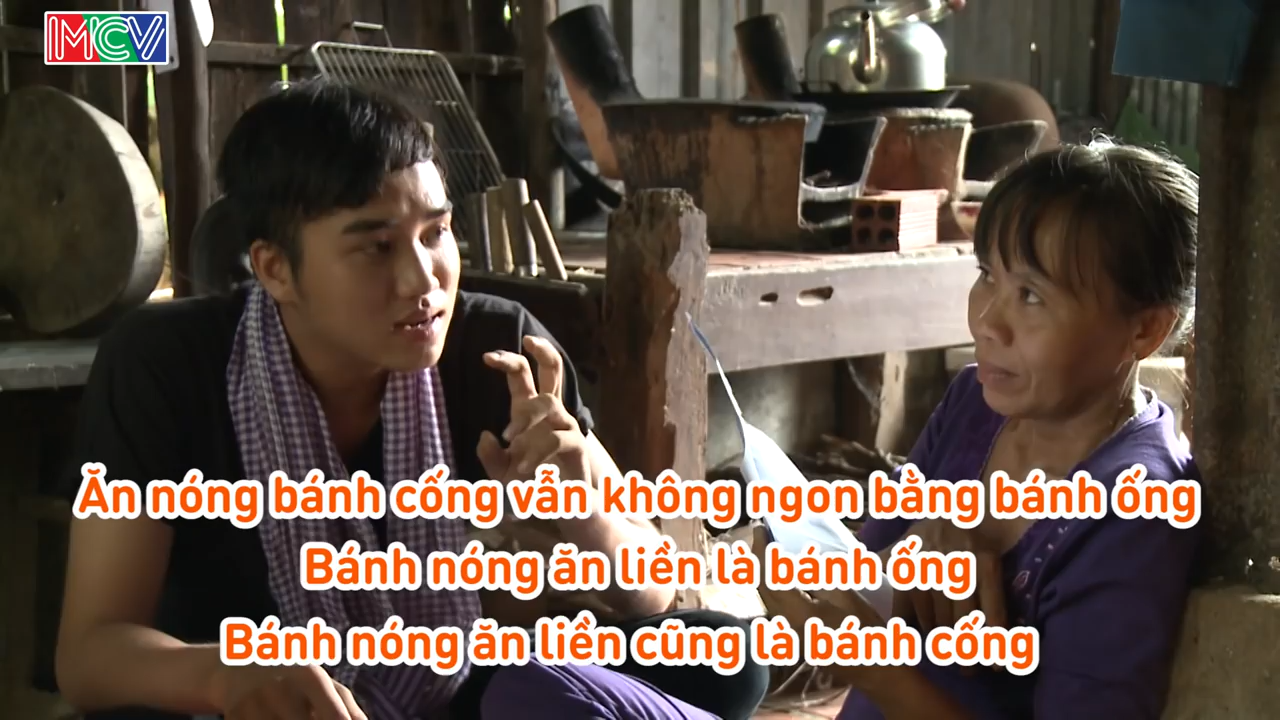 MCV
Ăn nóng bánh cống vẫn không ngon bằng bánh ống
Bánh nóng ăn liền là bánh ống
Bánh nóng ăn liền cũng là bánh cống